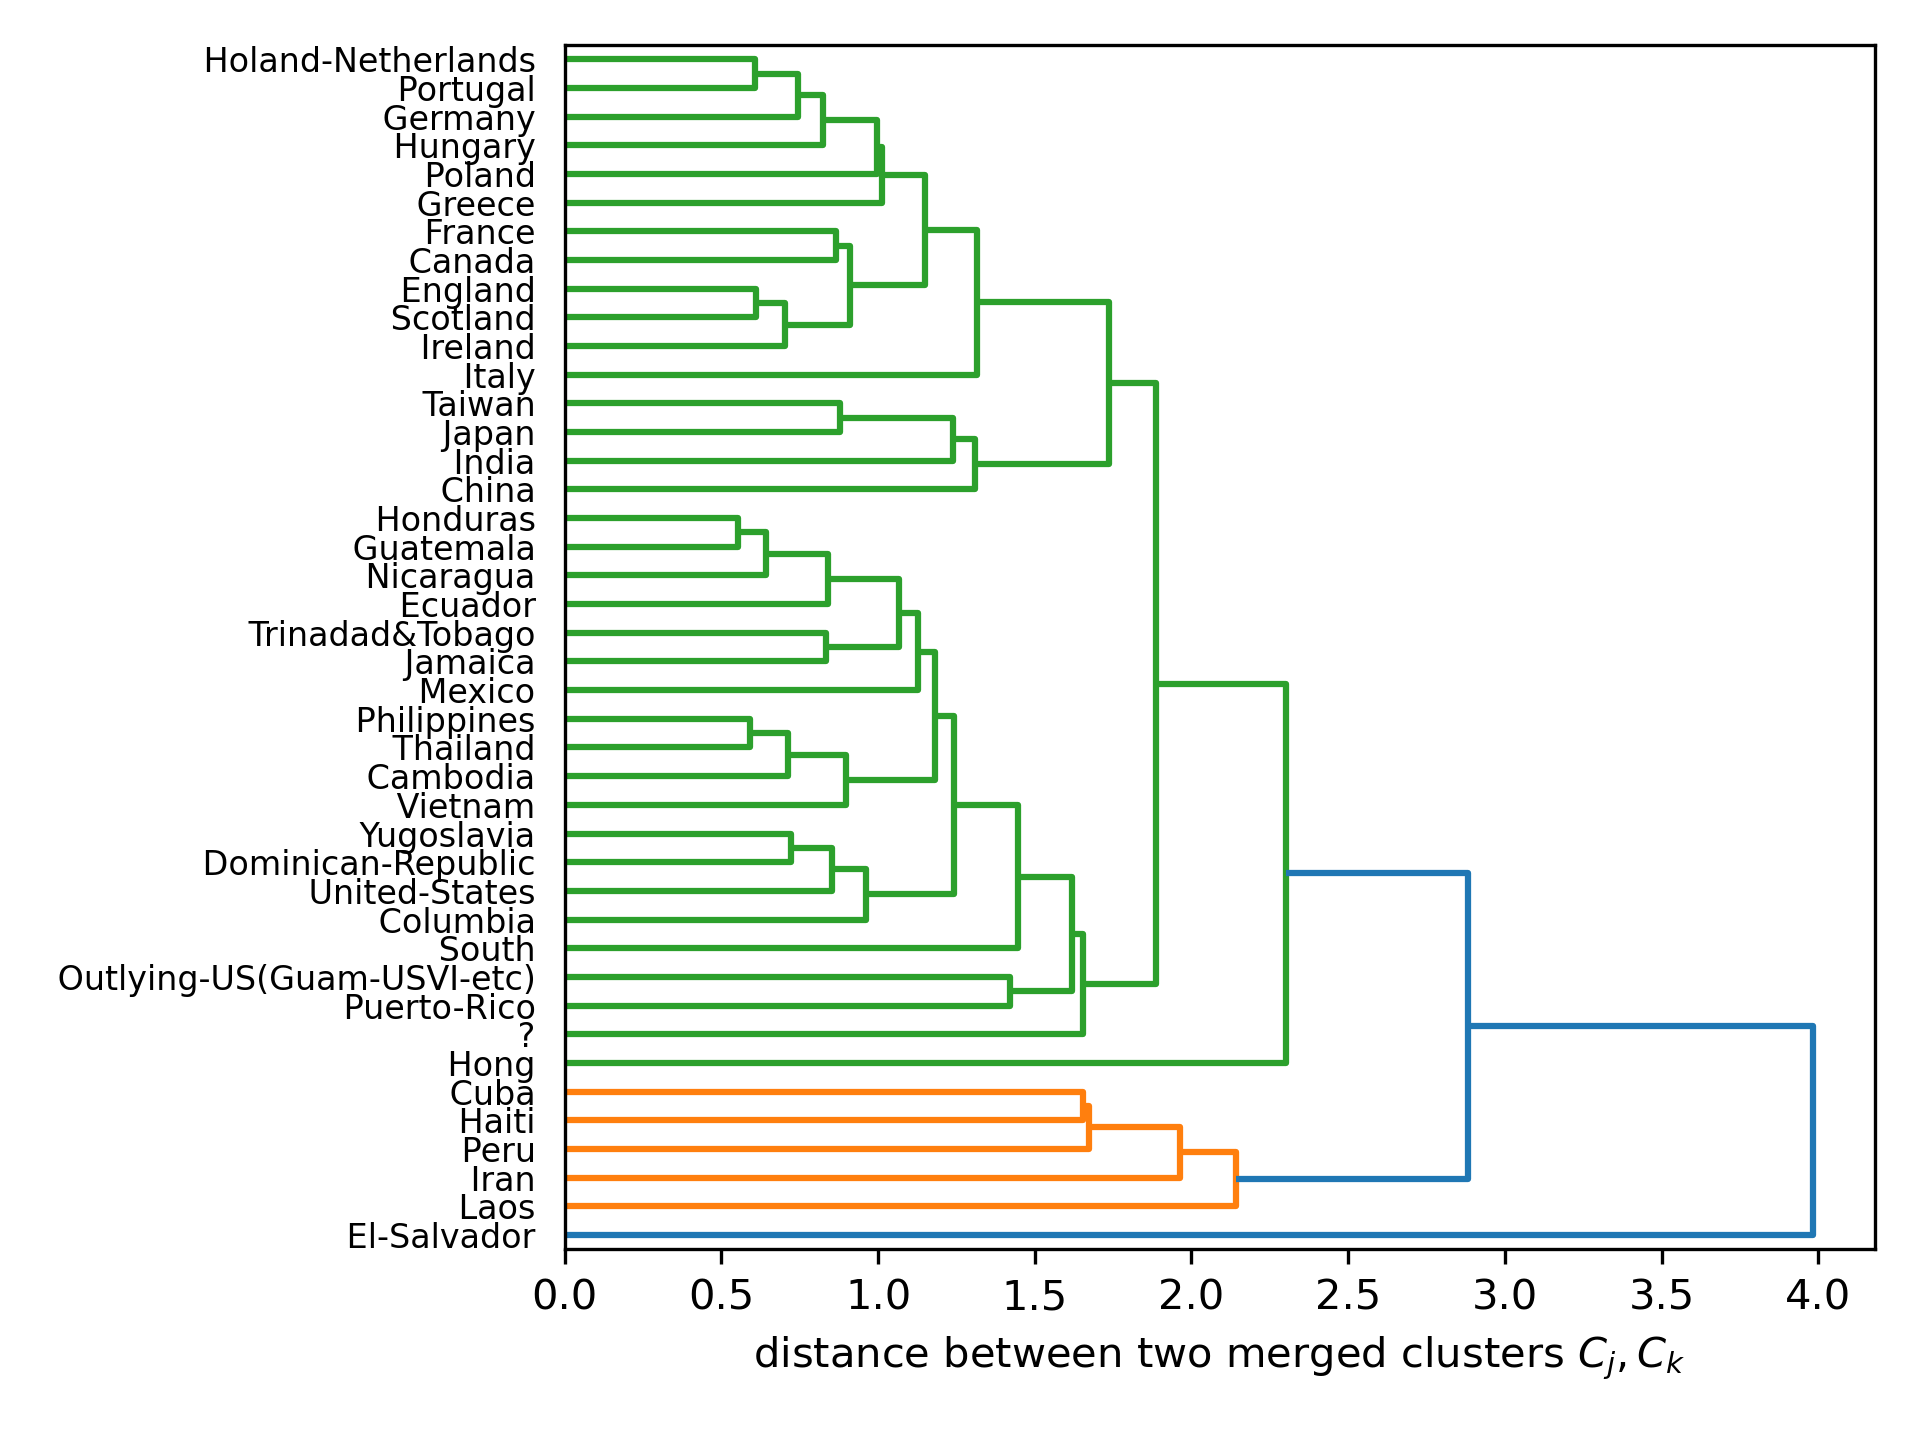 Holand-Netherlands
Portugal
Germany
Hungary
Poland
Greece
France
Canada
England
Scotland
Ireland
Italy
Taiwan
Japan
India
China
Honduras
Guatemala
Nicaragua
Ecuador
Trinadad&Tobago
Jamaica
Mexico
Philippines
Thailand
Cambodia
Vietnam
Yugoslavia
Dominican-Republic
United-States
Columbia
South
Outlying-US(Guam-USVI-etc)
Puerto-Rico
?
Hong
Cuba
Haiti
Peru
Iran
Laos
El-Salvador
0.0 0.5 1.0 1.5 2.0 2.5 3.0 3.5 4.0
distance between two merged clusters $C_j, C_k$